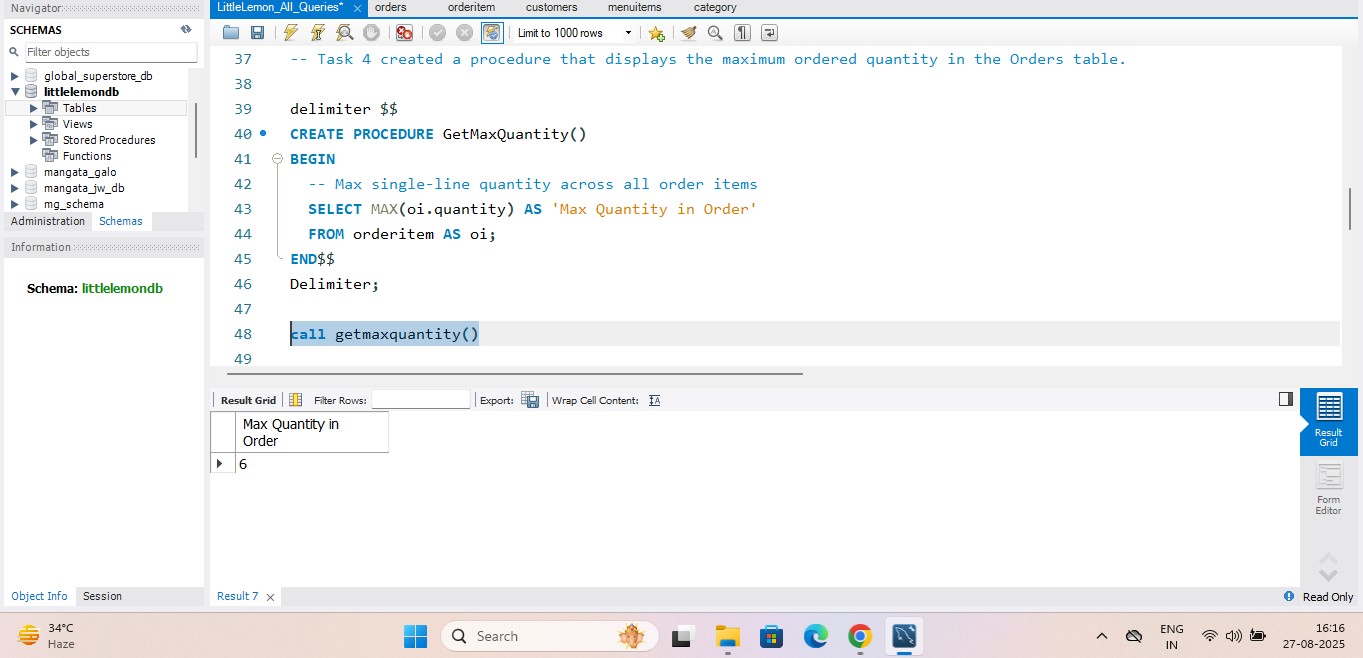 Navigator
LittleLemon_All_Queries* × orders orderitem customers menuitems category
SCHEMAS
Filter objects
global_superstore_db
littlelemondb
Tables
Views
Stored Procedures
Functions
mangata_galo
mangata_jw_db
mg_schema
Administration Schemas
Information
Schema: littlelemondb
Object Info Session
Limit to 1000 rows
37 -- Task 4 created a procedure that displays the maximum ordered quantity in the Orders table.
38
39 delimiter $$
40 CREATE PROCEDURE GetMaxQuantity()
41 BEGIN
42 -- Max single-line quantity across all order items
43 SELECT MAX(oi.quantity) AS 'Max Quantity in Order'
44 FROM orderitem AS oi;
45 END$$
46 Delimiter;
47
48 call getmaxquantity()
49
Result Grid Filter Rows: Export: Wrap Cell Content:
Max Quantity in
Order
6
Result
Grid
Form
Editor
Result 7 ×
Read Only
34°C
Haze
Search
ENG
IN
16:16
27-08-2025